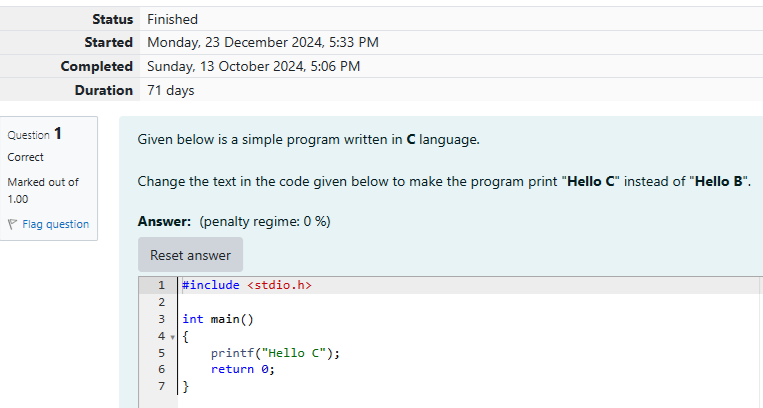 Status Finished
Started Monday, 23 December 2024, 5:33 PM
Completed Sunday, 13 October 2024, 5:06 PM
Duration 71 days
Question 1
Correct
Marked out of
1.00
Flag question
Given below is a simple program written in C language.
Change the text in the code given below to make the program print "Hello C" instead of "Hello B".
Answer: (penalty regime: 0 %)
Reset answer
1 #include <stdio.h>
2
3 int main()
4 {
5 printf("Hello C");
6 return 0;
7 }